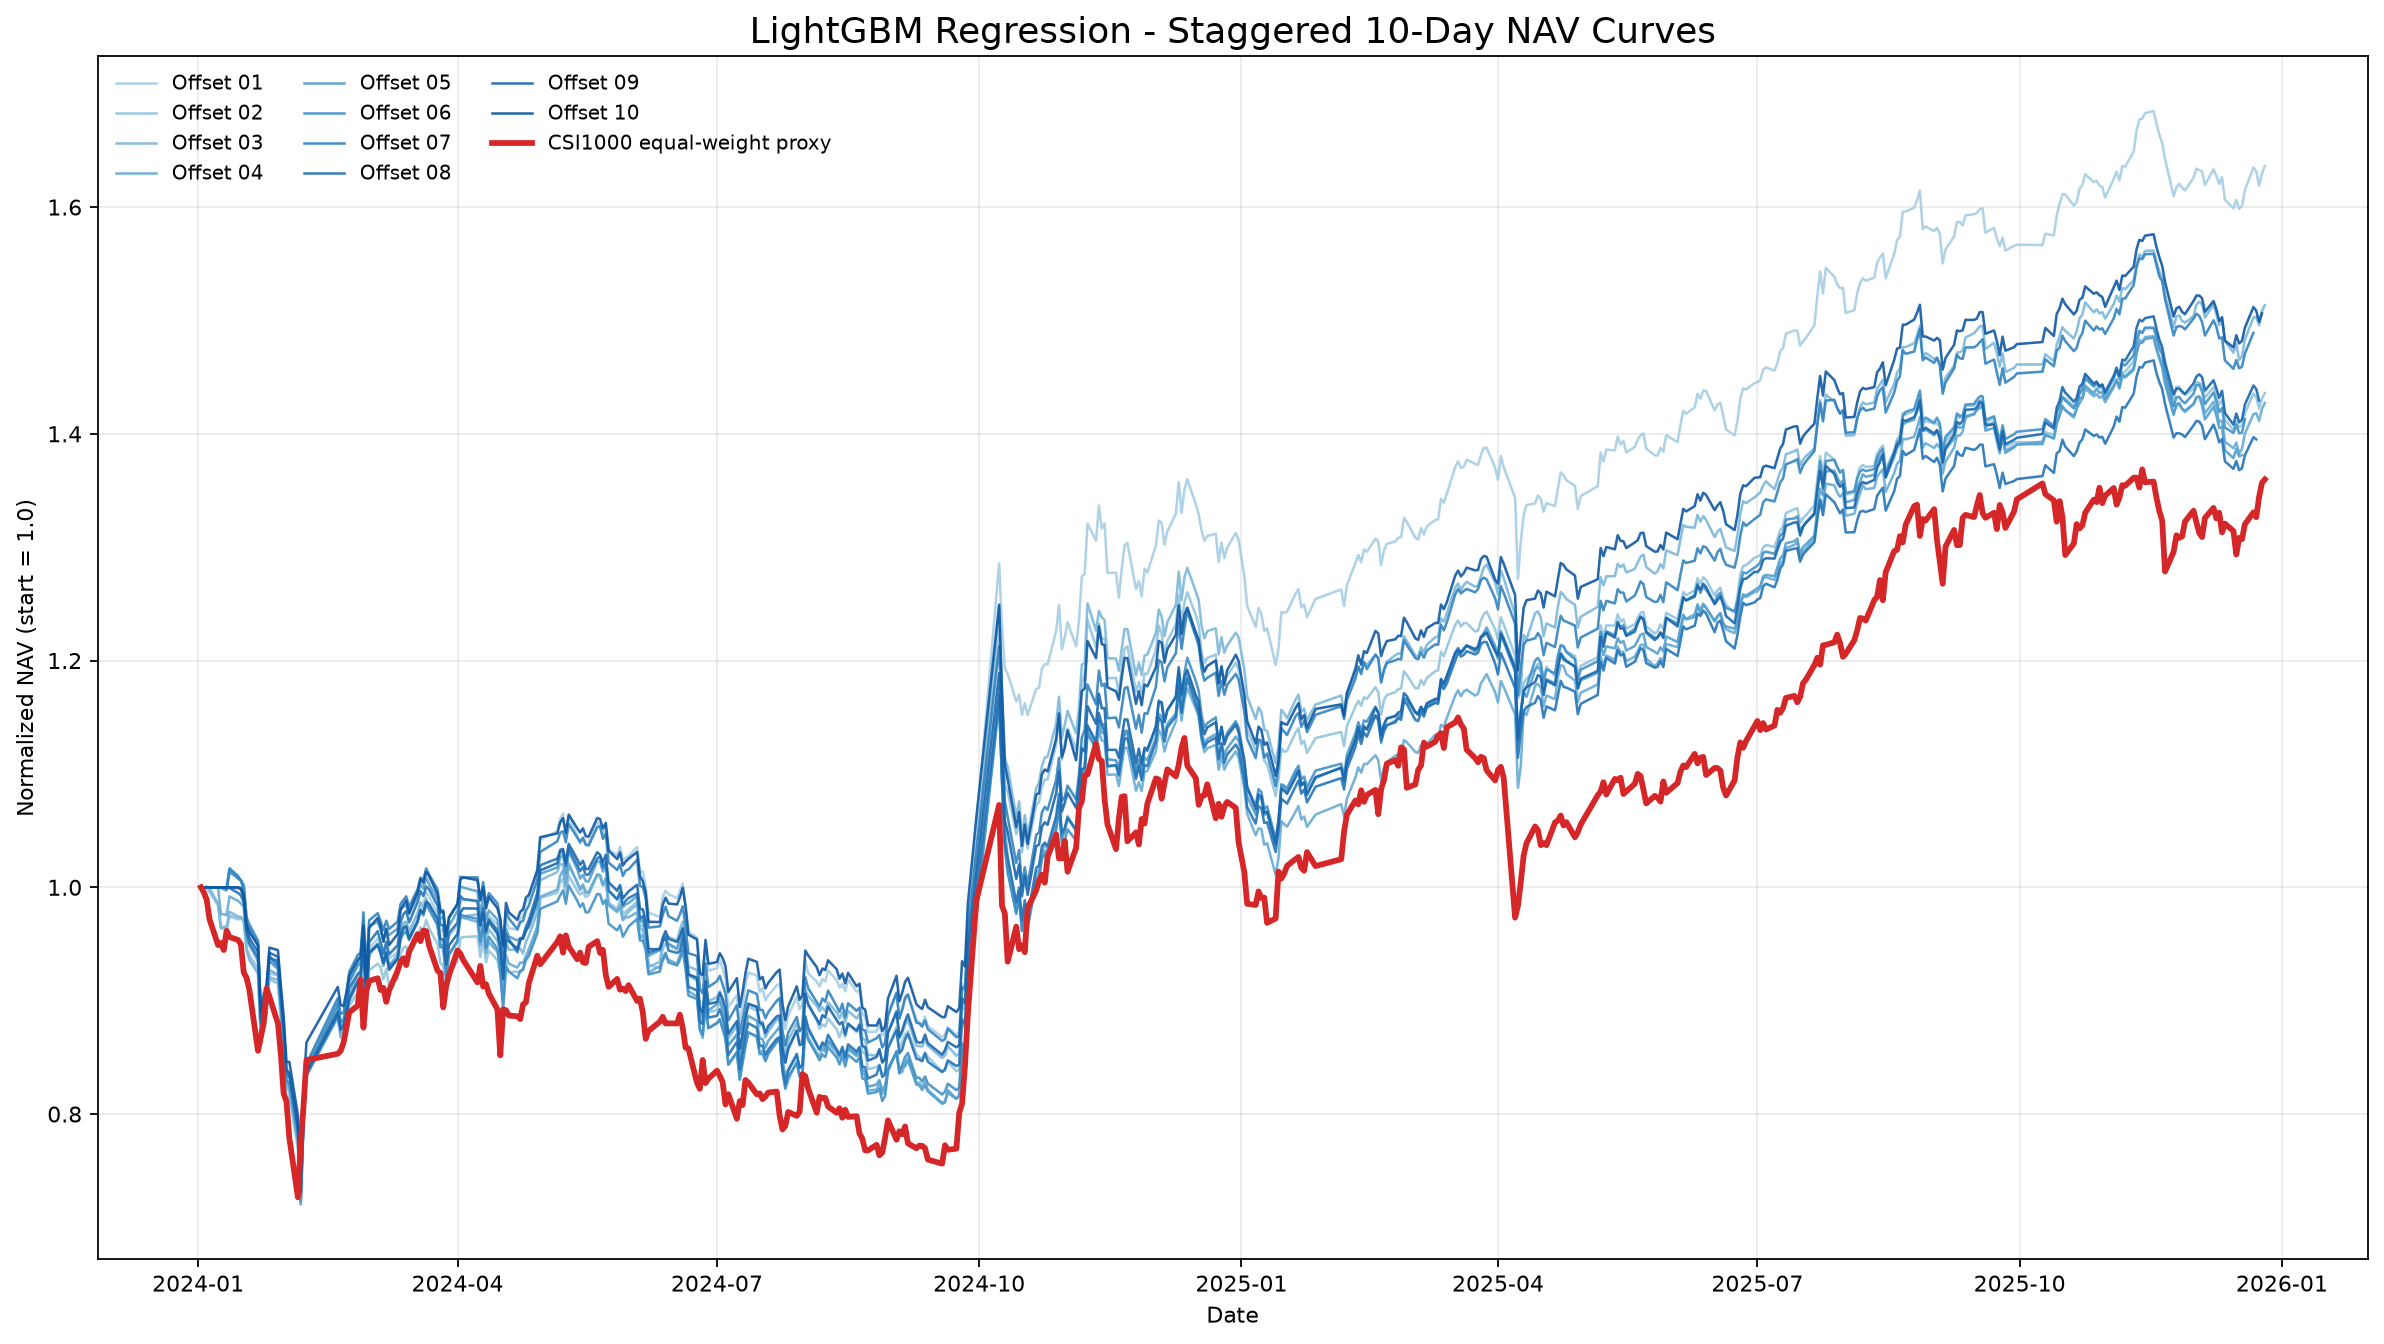 LightGBM Regression - Staggered 10-Day NAV Curves
Offset 01
Offset 02
Offset 03
Offset 04
Offset 05
Offset 06
Offset 07
Offset 08
Offset 09
Offset 10
CSI1000 equal-weight proxy
Normalized NAV (start = 1.0)
1.6
1.4
1.2
1.0
0.8
2024-01
2024-04
2024-07
2024-10
2025-01
2025-04
2025-07
2025-10
2026-01
Date